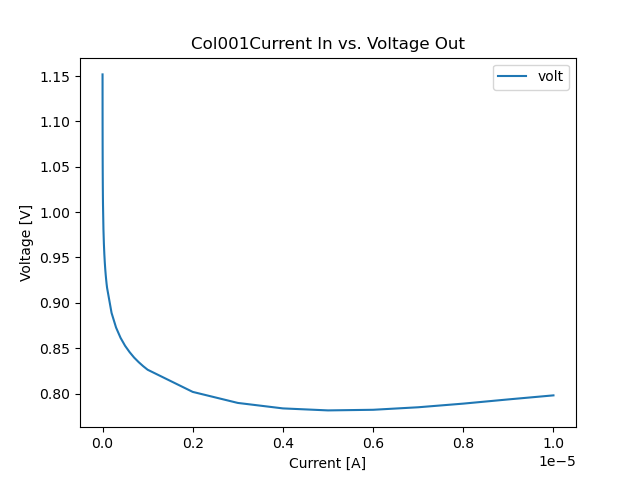 Col001Current In vs. Voltage Out
volt
1.15
1.10
1.05
1.00
0.95
0.90
0.85
0.80
Voltage [V]
0.0 0.2 0.4 0.6 0.8 1.0
1e−5
Current [A]